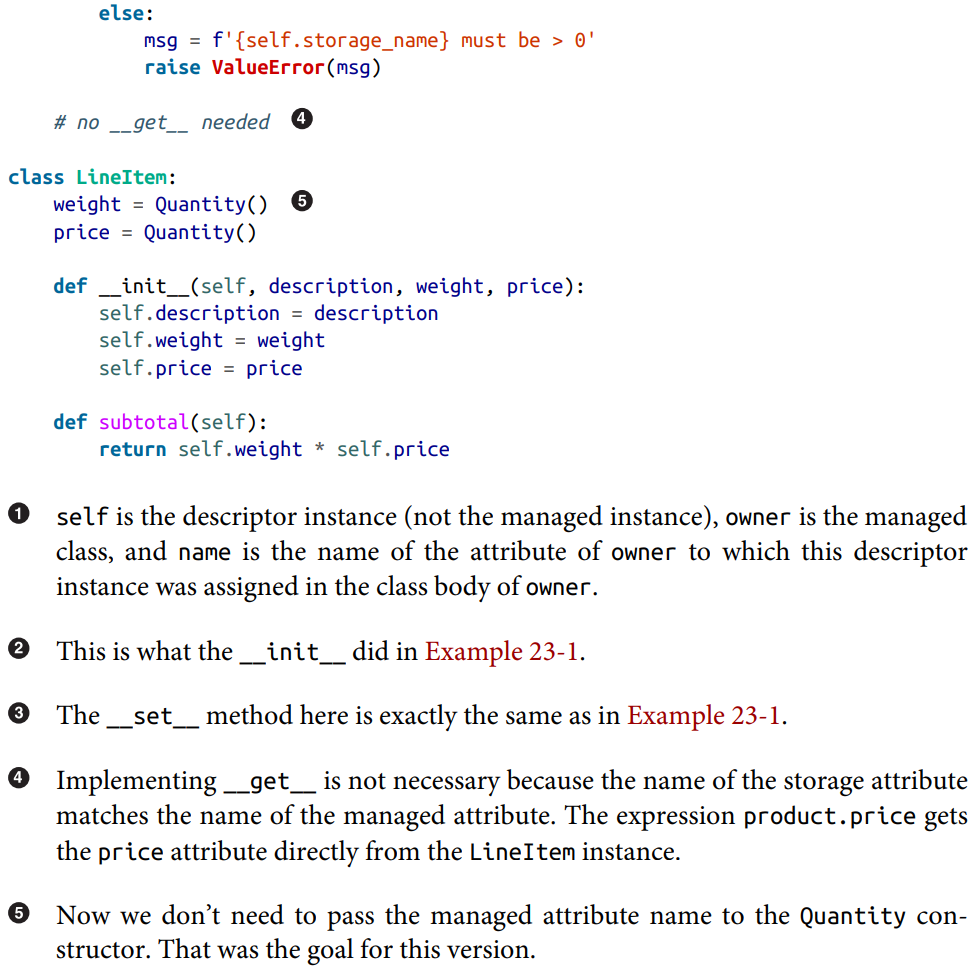 else:
msg = f'{self.storage_name} must be > 0'
raise ValueError(msg)
# no __get__ needed ❹
class LineItem:
weight = Quantity() ❺
price = Quantity()
def __init__(self, description, weight, price):
self.description = description
self.weight = weight
self.price = price
def subtotal(self):
return self.weight * self.price
❶ self is the descriptor instance (not the managed instance), owner is the managed
class, and name is the name of the attribute of owner to which this descriptor
instance was assigned in the class body of owner.
❷ This is what the __init__ did in Example 23-1.
❸ The __set__ method here is exactly the same as in Example 23-1.
❹ Implementing __get__ is not necessary because the name of the storage attribute
matches the name of the managed attribute. The expression product.price gets
the price attribute directly from the LineItem instance.
❺ Now we don’t need to pass the managed attribute name to the Quantity con-
structor. That was the goal for this version.